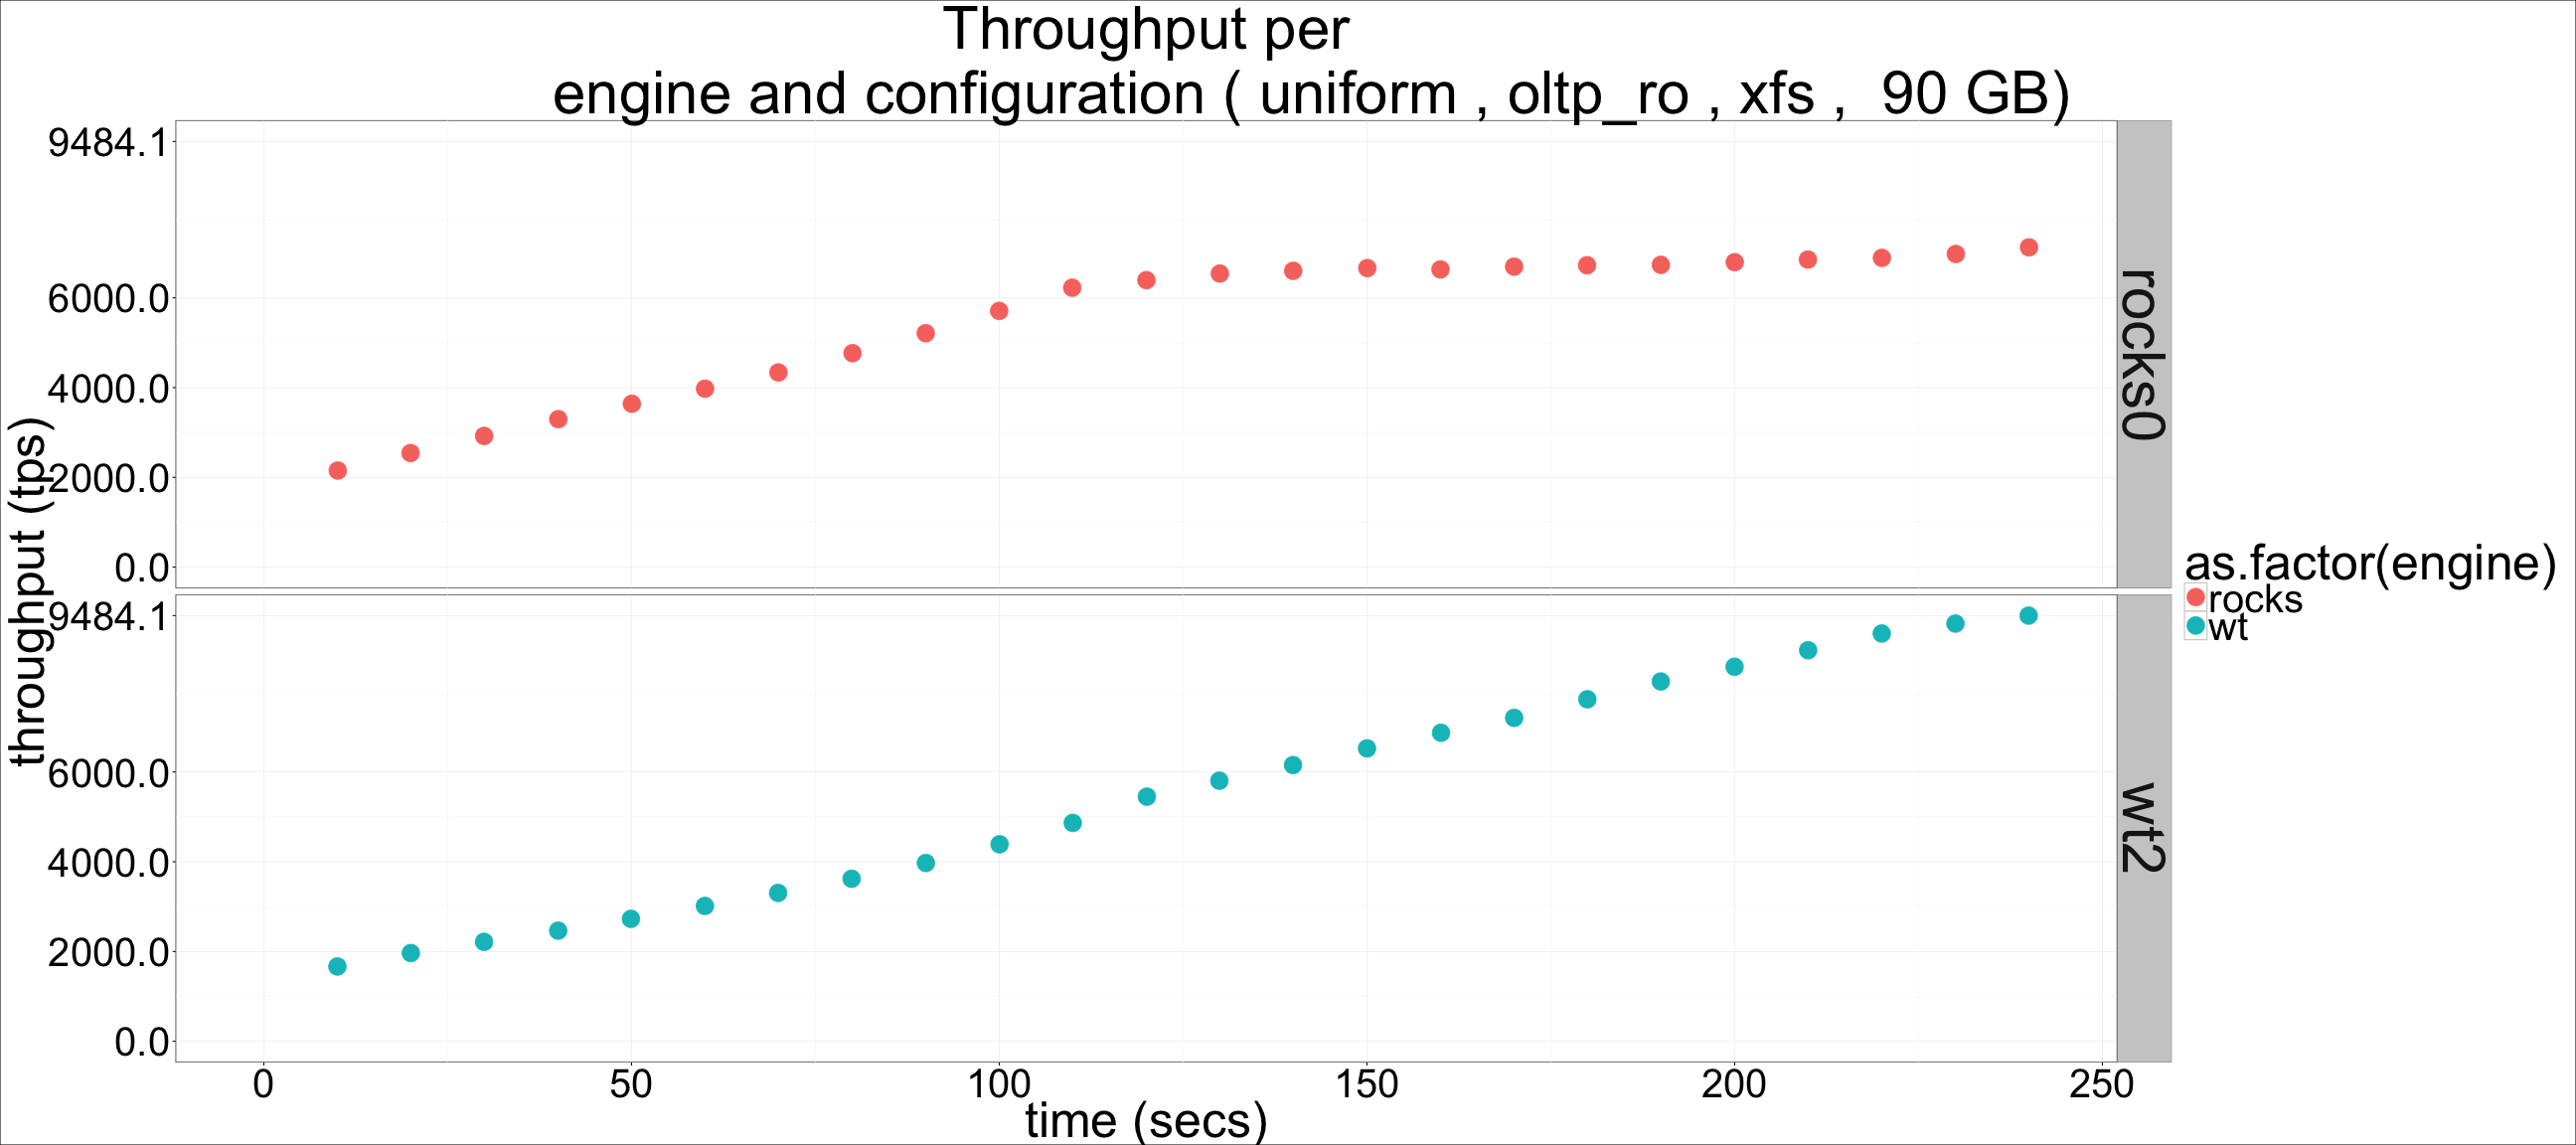 Throughput per
engine and configuration ( uniform , oltp_ro , xfs ,  90 GB)
throughput (tps)
9484.1
6000.0
4000.0
2000.0
0.0
rocks0
9484.1
6000.0
4000.0
2000.0
0.0
wt2
0 50 100 150 200 250
time (secs)
as.factor(engine)
rocks
wt